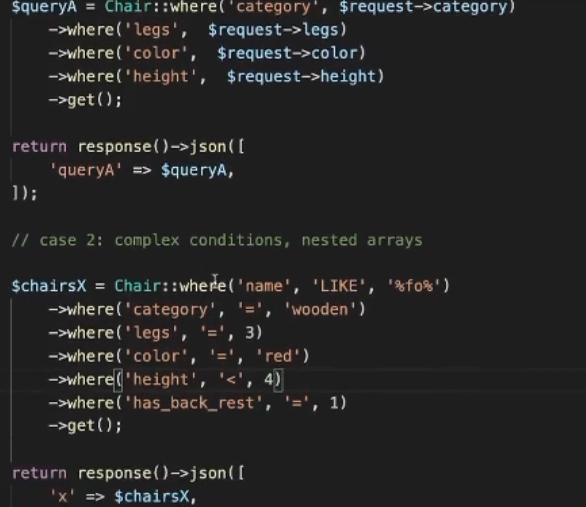 $queryA = Chair::where('category', $request->category)
->where('legs', $request->legs)
->where('color', $request->color)
->where('height', $request->height)
->get();
return response()->json([
'queryA' => $queryA,
]);
// case 2: complex conditions, nested arrays
$chairsX = Chair::where('name', 'LIKE', '%fo%')
->where('category', '=', 'wooden')
->where('legs', '=', 3)
->where('color', '=', 'red')
->where('height', '<', 4)
->where('has_back_rest', '=', 1)
->get();
return response()->json([
'x' => $chairsX,